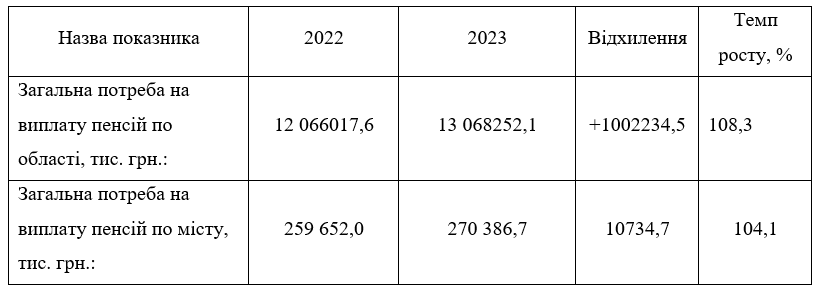 Назва показника
2022
2023
Відхилення
Темп
росту, %
Загальна потреба на
виплату пенсій по
області, тис. грн.:
12 066017,6
13 068252,1
+1002234,5
108,3
Загальна потреба на
виплату пенсій по місту,
тис. грн.:
259 652,0
270 386,7
10734,7
104,1